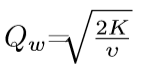 $Q_w = \sqrt{\frac{2K}{v}}$